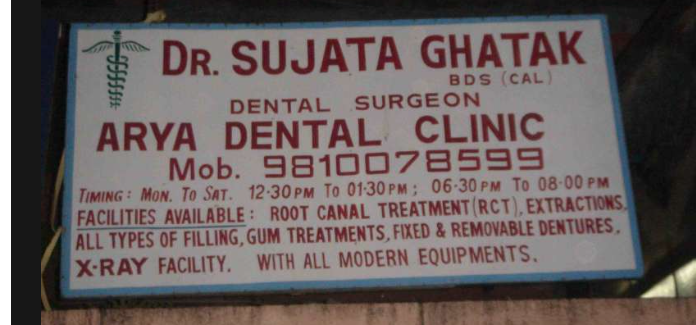 DR. SUJATA GHATAK
BDS (CAL)
DENTAL SURGEON
ARYA DENTAL CLINIC
Mob. 9810078599
TIMING: MON. TO SAT. 12-30 PM TO 01-30 PM; 06-30 PM TO 08-00 PM
FACILITIES AVAILABLE: ROOT CANAL TREATMENT (RCT), EXTRACTIONS,
ALL TYPES OF FILLING, GUM TREATMENTS, FIXED & REMOVABLE DENTURES,
X-RAY FACILITY. WITH ALL MODERN EQUIPMENTS.